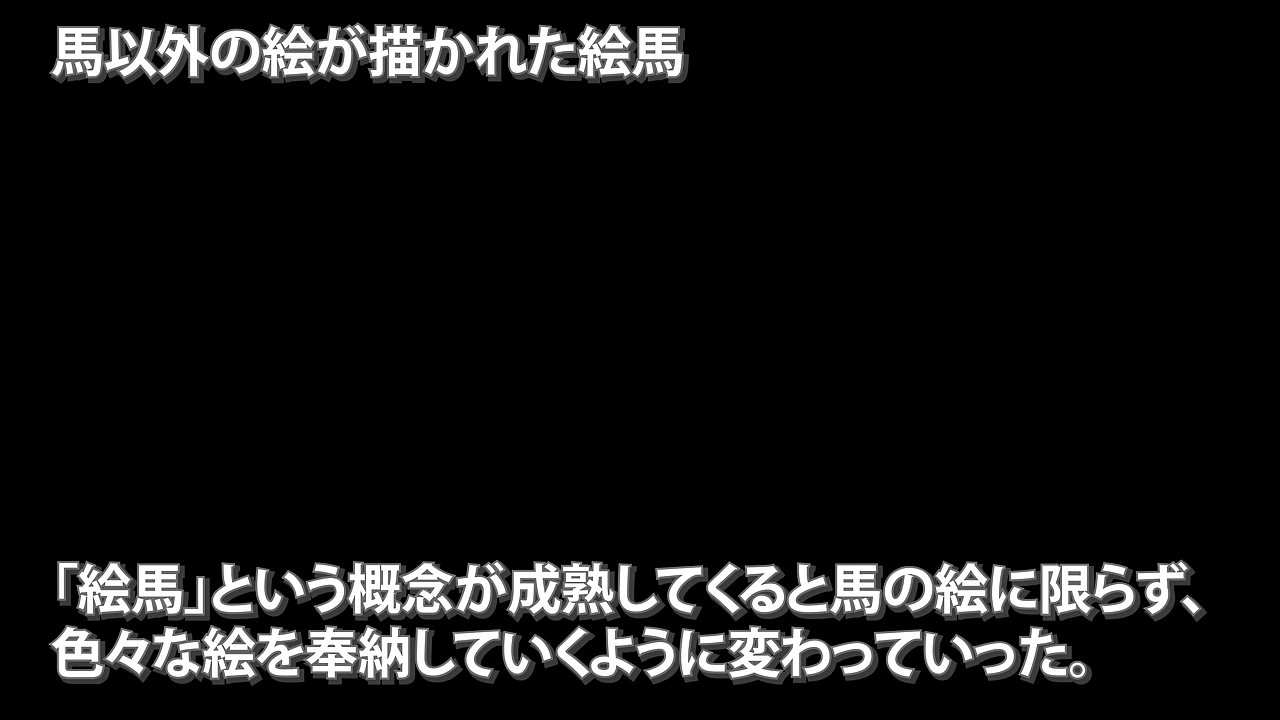 馬以外の絵が描かれた絵馬
「絵馬」という概念が成熟してくると馬の絵に限らず、
色々な絵を奉納していくように変わっていった。